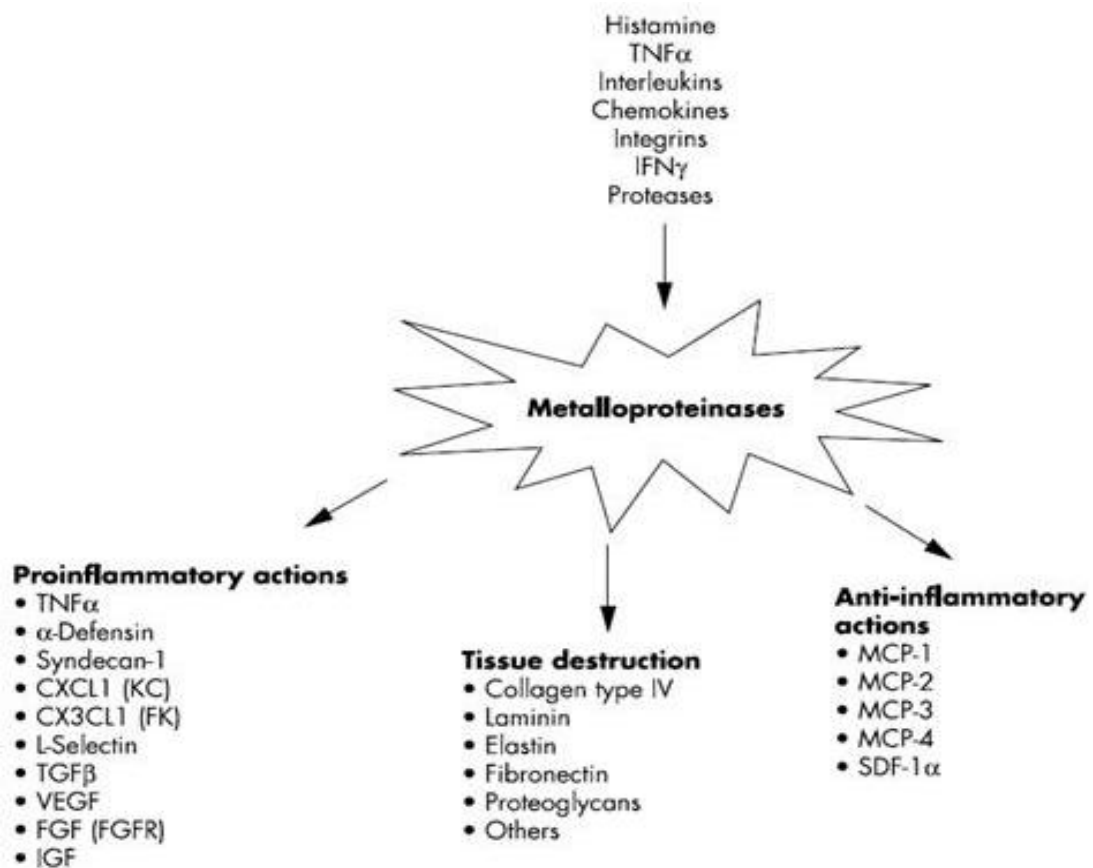 Histamine
TNFα
Interleukins
Chemokines
Integrins
IFNγ
Proteases
Metalloproteinases
Proinflammatory actions
• TNFα
• α-Defensin
• Syndecan-1
• CXCL1 (KC)
• CX3CL1 (FK)
• L-Selectin
• TGFβ
• VEGF
• FGF (FGFR)
• IGF
Tissue destruction
• Collagen type IV
• Laminin
• Elastin
• Fibronectin
• Proteoglycans
• Others
Anti-inflammatory
actions
• MCP-1
• MCP-2
• MCP-3
• MCP-4
• SDF-1α